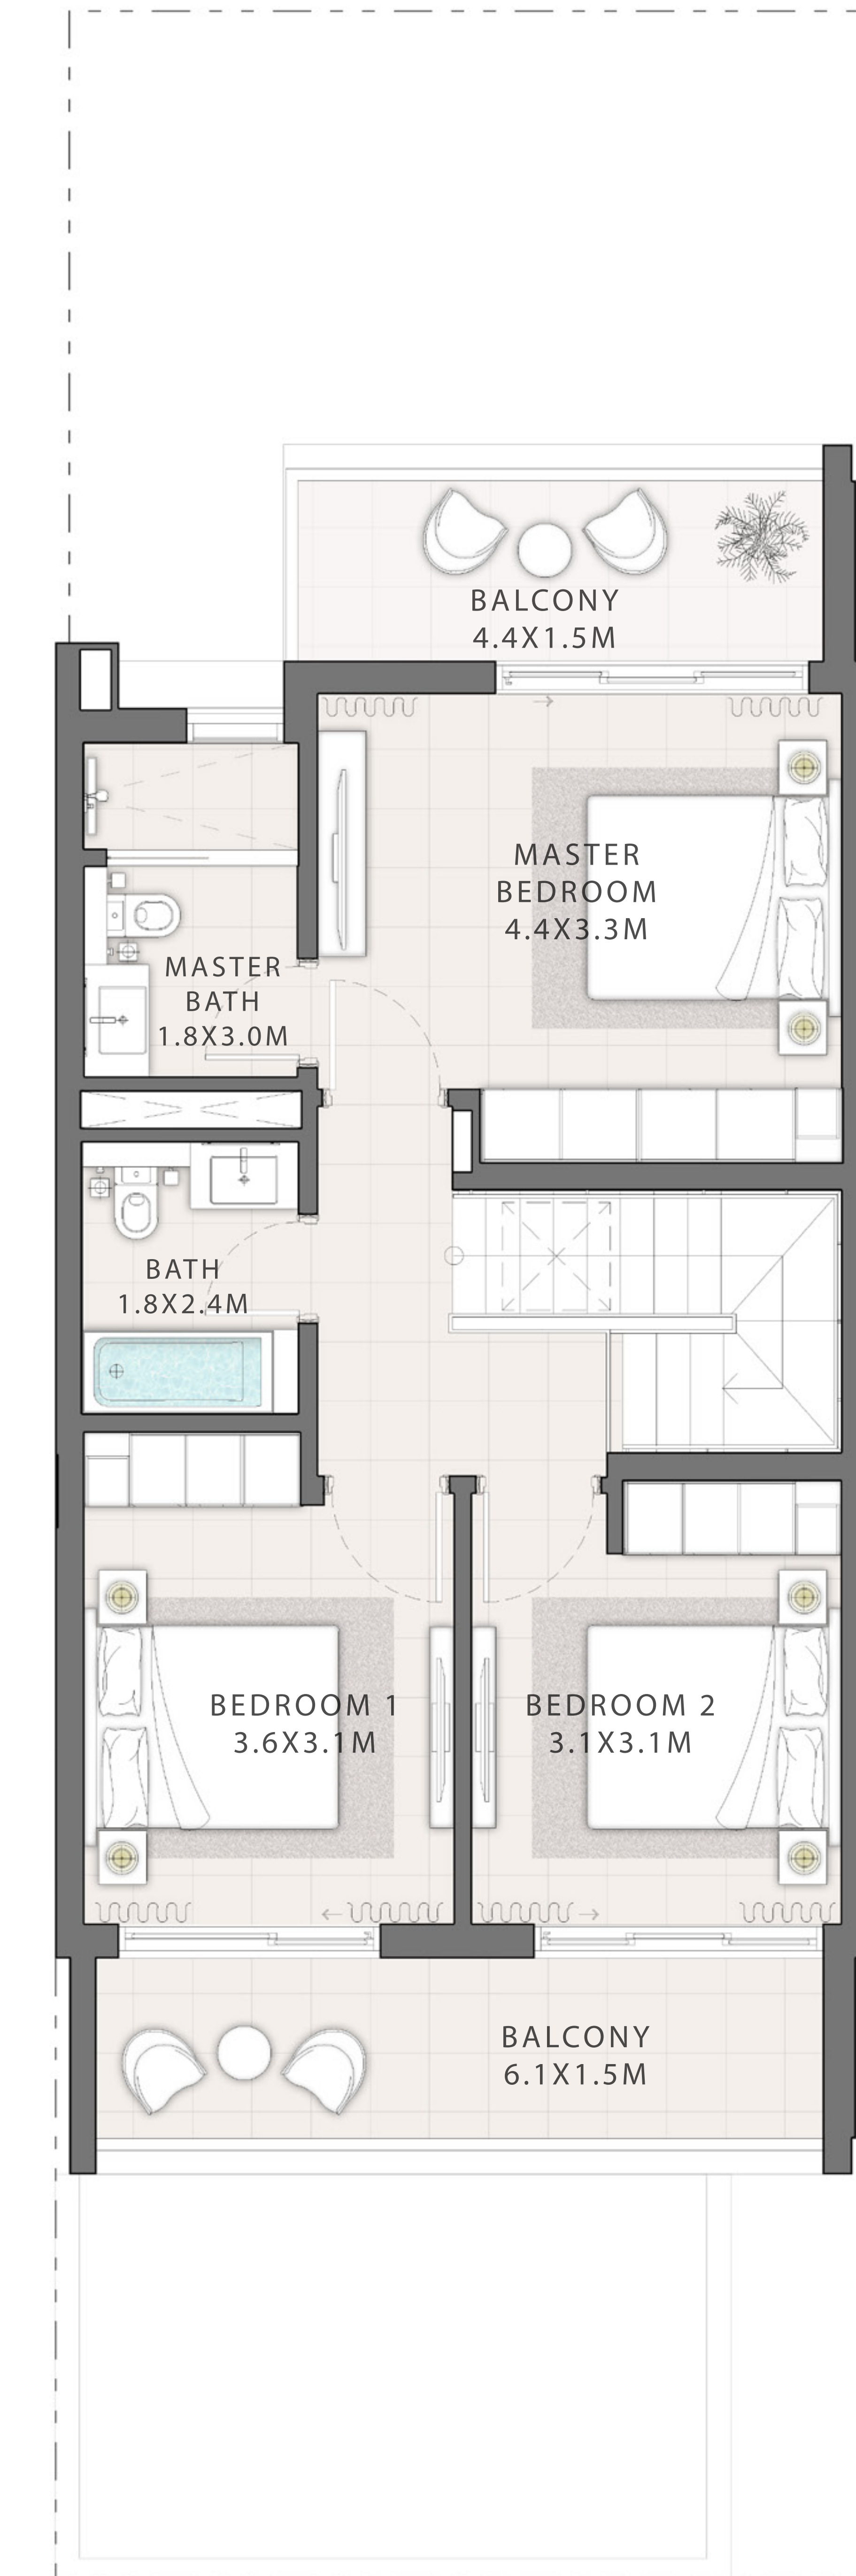 BALCONY
4.4X1.5M
MASTER
BEDROOM
4.4X3.3M
MASTER
BATH
1.8X3.0M
BATH
1.8X2.4M
BEDROOM 1
3.6X3.1M
BEDROOM 2
3.1X3.1M
BALCONY
6.1X1.5M